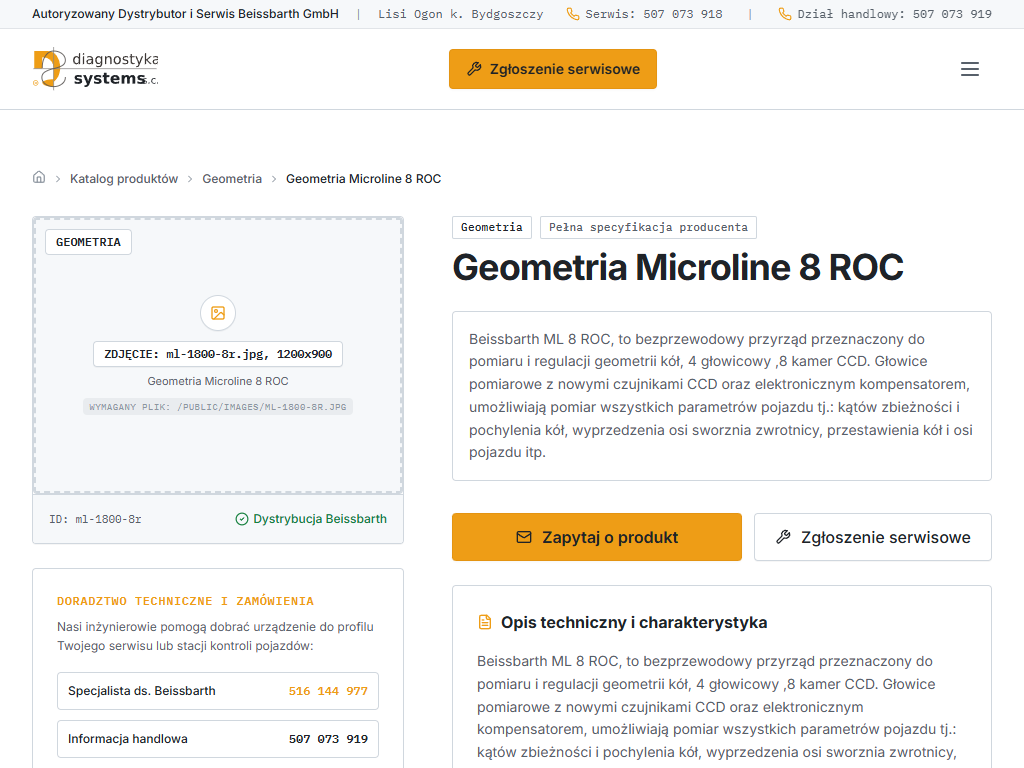 Autoryzowany Dystrybutor i Serwis Beissbarth GmbH | Lisi Ogon k. Bydgoszczy Serwis: 507 073 918 | Dział handlowy: 507 073 919
diagnostyka
systems s.c.
Zgłoszenie serwisowe
Katalog produktów > Geometria > Geometria Microline 8 ROC
GEOMETRIA
ZDJĘCIE: ml-1800-8r.jpg, 1200x900
Geometria Microline 8 ROC
WYMAGANY PLIK: /PUBLIC/IMAGES/ML-1800-8R.JPG
ID: ml-1800-8r Dystrybucja Beissbarth
DORADZTWO TECHNICZNE I ZAMÓWIENIA
Nasi inżynierowie pomogą dobrać urządzenie do profilu
Twojego serwisu lub stacji kontroli pojazdów:
Specjalista ds. Beissbarth 516 144 977
Informacja handlowa 507 073 919
Geometria Pełna specyfikacja producenta
Geometria Microline 8 ROC
Beissbarth ML 8 ROC, to bezprzewodowy przyrząd przeznaczony do
pomiaru i regulacji geometrii kół, 4 głowicowy ,8 kamer CCD. Głowice
pomiarowe z nowymi czujnikami CCD oraz elektronicznym kompensatorem,
umożliwiają pomiar wszystkich parametrów pojazdu tj.: kątów zbieżności i
pochylenia kół, wyprzedzenia osi sworznia zwrotnicy, przestawienia kół i osi
pojazdu itp.
Zapytaj o produkt Zgłoszenie serwisowe
Opis techniczny i charakterystyka
Beissbarth ML 8 ROC, to bezprzewodowy przyrząd przeznaczony do
pomiaru i regulacji geometrii kół, 4 głowicowy ,8 kamer CCD. Głowice
pomiarowe z nowymi czujnikami CCD oraz elektronicznym
kompensatorem, umożliwiają pomiar wszystkich parametrów pojazdu tj.:
kątów zbieżności i pochylenia kół, wyprzedzenia osi sworznia zwrotnicy,